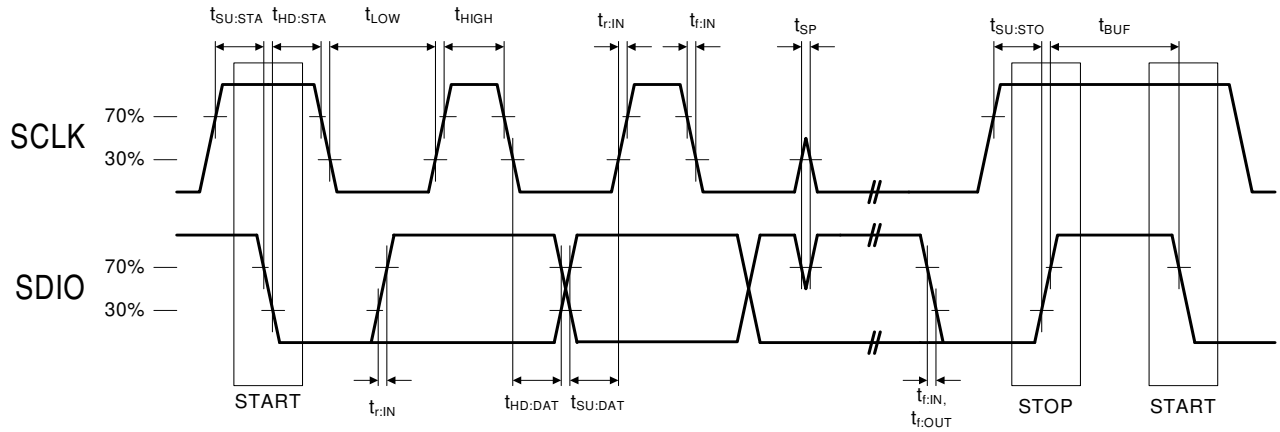 tSU:STA tHD:STA tLOW tHIGH tr:IN tf:IN tSP tSU:STO tBUF
70%
SCLK
30%
70%
SDIO
30%
START tr:IN tHD:DAT tSU:DAT tf:IN, tf:OUT STOP START